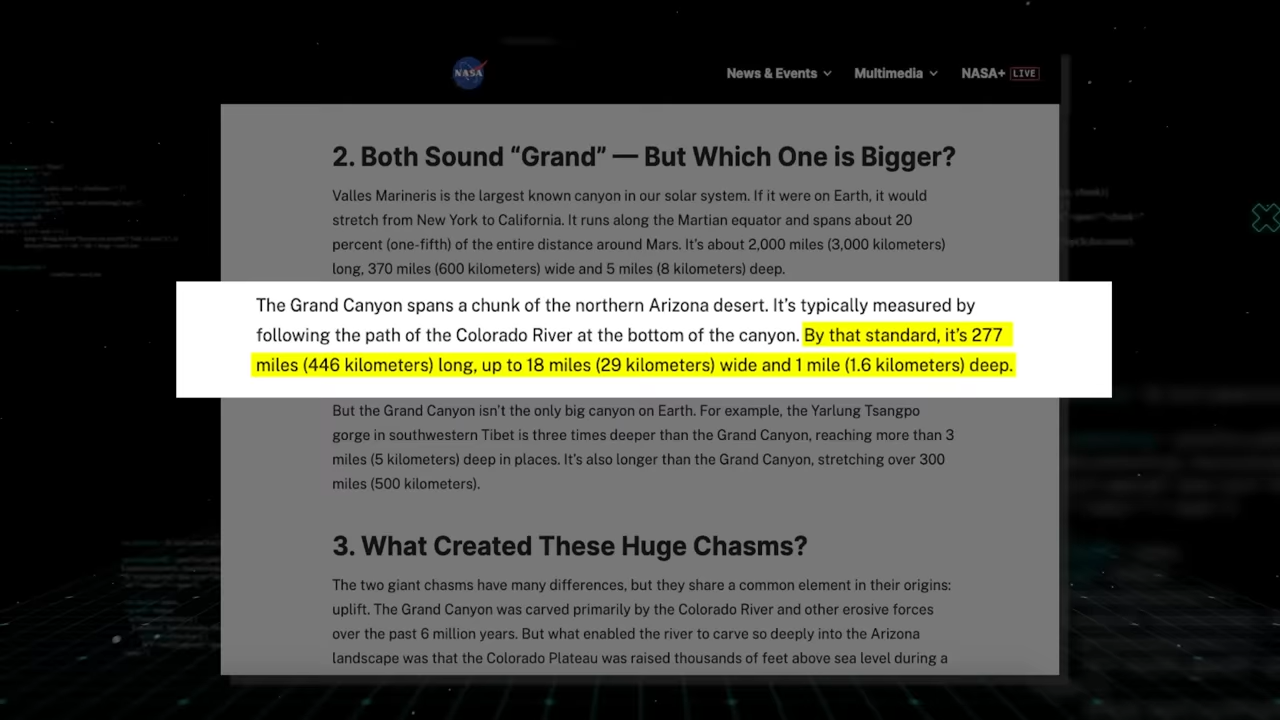 NASA
News & Events
Multimedia
NASA+ LIVE
2. Both Sound “Grand” — But Which One is Bigger?
Valles Marineris is the largest known canyon in our solar system. If it were on Earth, it would
stretch from New York to California. It runs along the Martian equator and spans about 20
percent (one-fifth) of the entire distance around Mars. It’s about 2,000 miles (3,000 kilometers)
long, 370 miles (600 kilometers) wide and 5 miles (8 kilometers) deep.
The Grand Canyon spans a chunk of the northern Arizona desert. It’s typically measured by
following the path of the Colorado River at the bottom of the canyon. By that standard, it’s 277
miles (446 kilometers) long, up to 18 miles (29 kilometers) wide and 1 mile (1.6 kilometers) deep.
But the Grand Canyon isn’t the only big canyon on Earth. For example, the Yarlung Tsangpo
gorge in southwestern Tibet is three times deeper than the Grand Canyon, reaching more than 3
miles (5 kilometers) deep in places. It’s also longer than the Grand Canyon, stretching over 300
miles (500 kilometers).
3. What Created These Huge Chasms?
The two giant chasms have many differences, but they share a common element in their origins:
uplift. The Grand Canyon was carved primarily by the Colorado River and other erosive forces
over the past 6 million years. But what enabled the river to carve so deeply into the Arizona
landscape was that the Colorado Plateau was raised thousands of feet above sea level during a